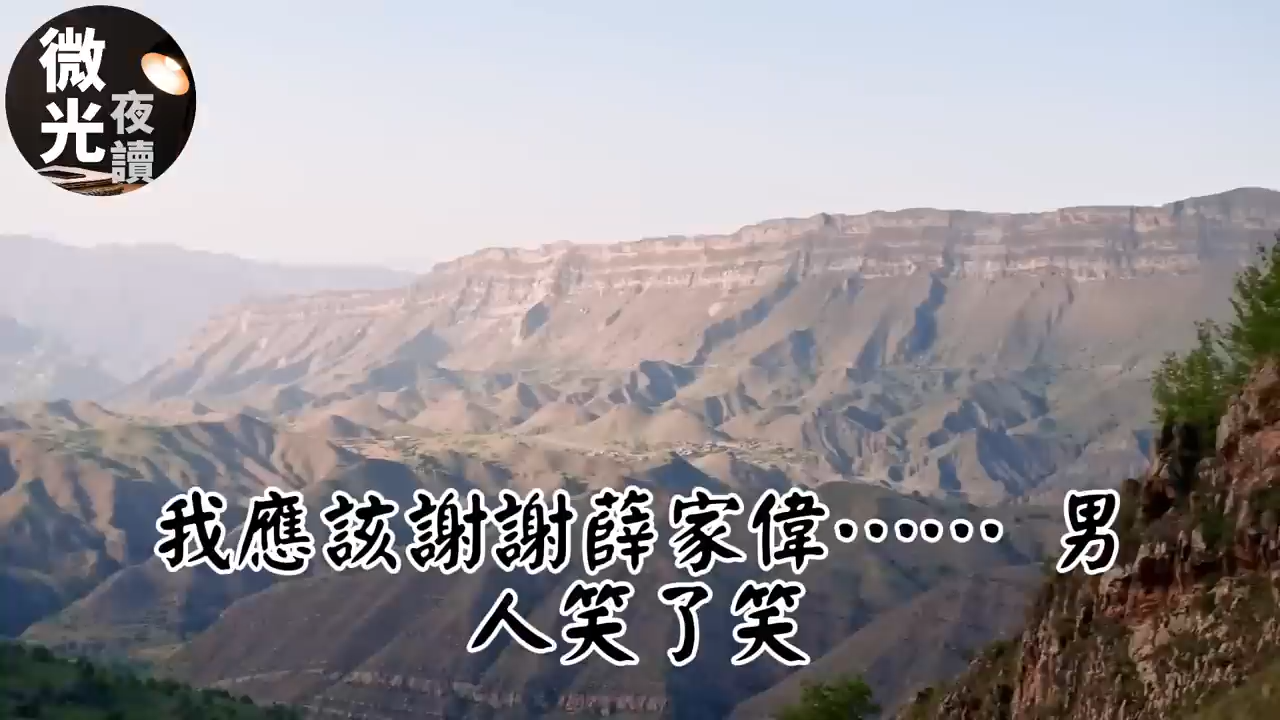 微光
夜讀
我應該謝謝薛家偉…… 男
人笑了笑